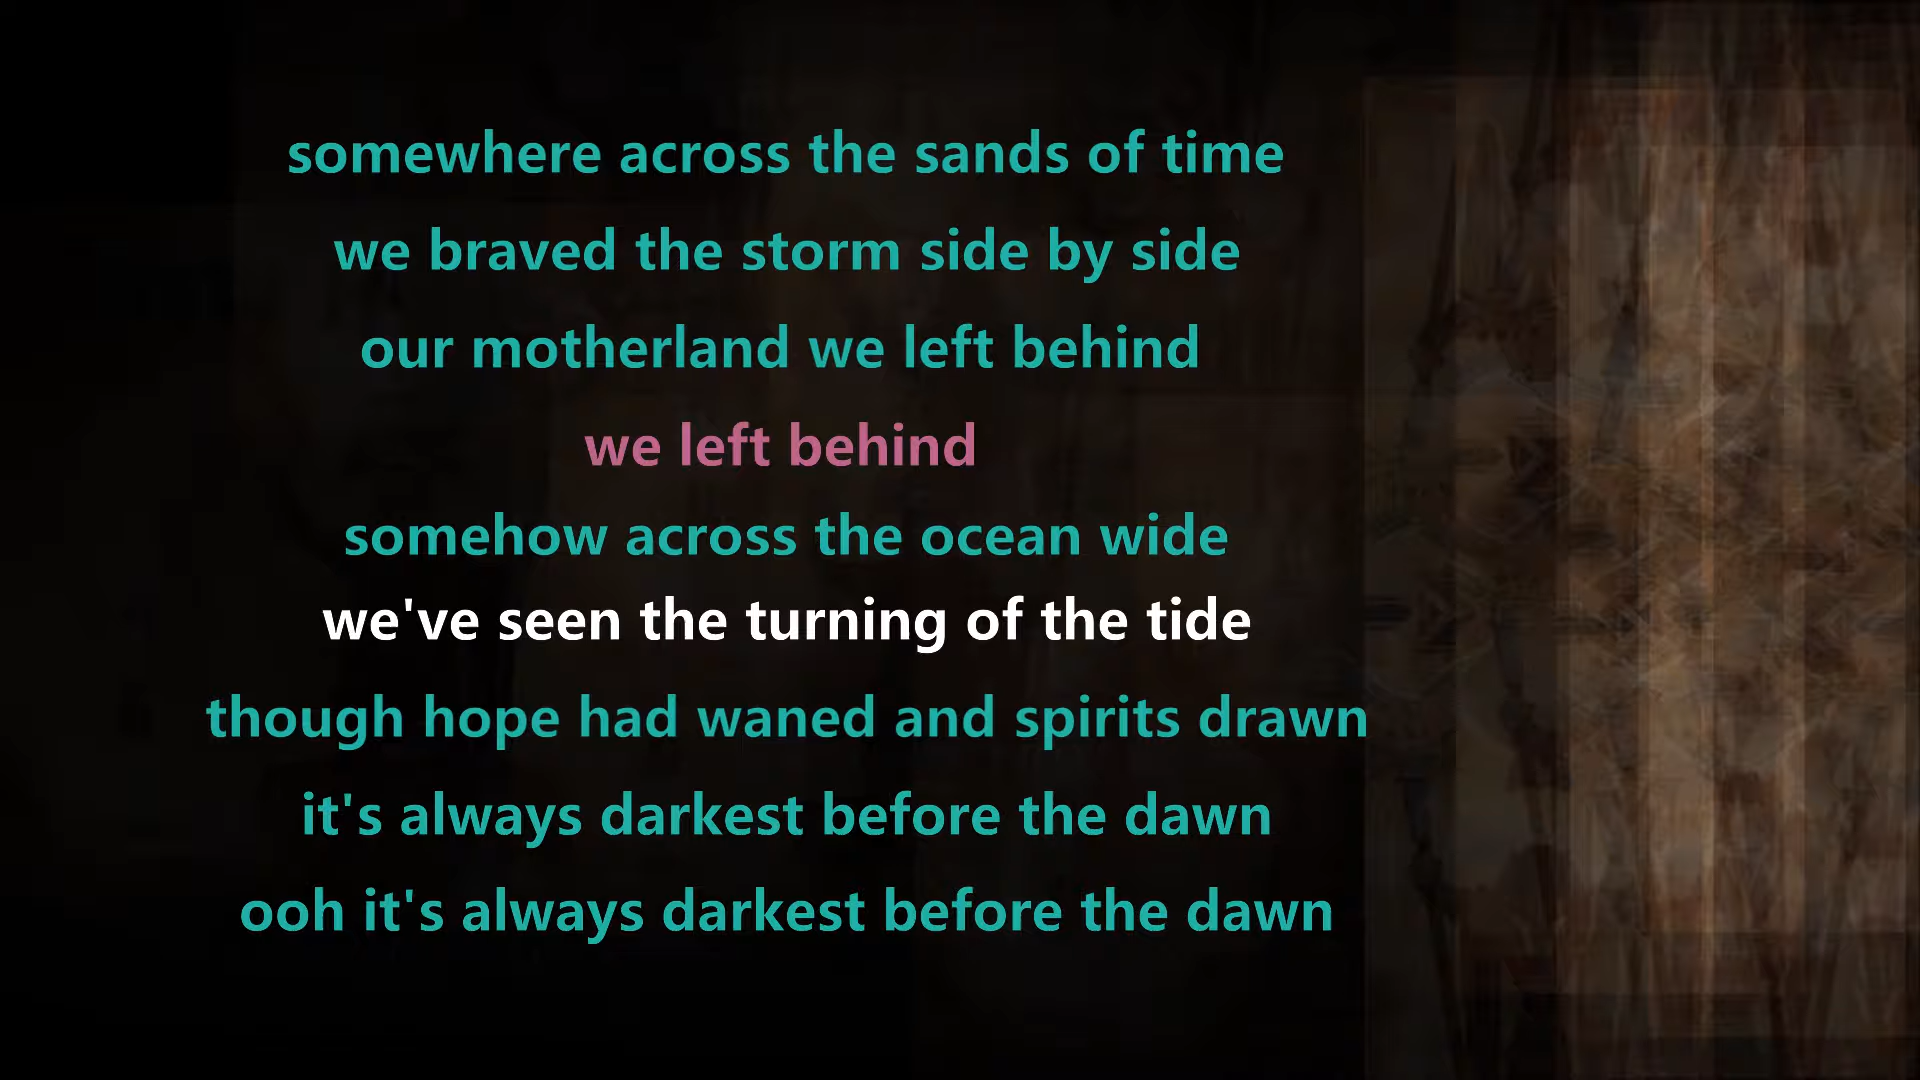 somewhere across the sands of time
we braved the storm side by side
our motherland we left behind
we left behind
somehow across the ocean wide
we've seen the turning of the tide
though hope had waned and spirits drawn
it's always darkest before the dawn
ooh it's always darkest before the dawn